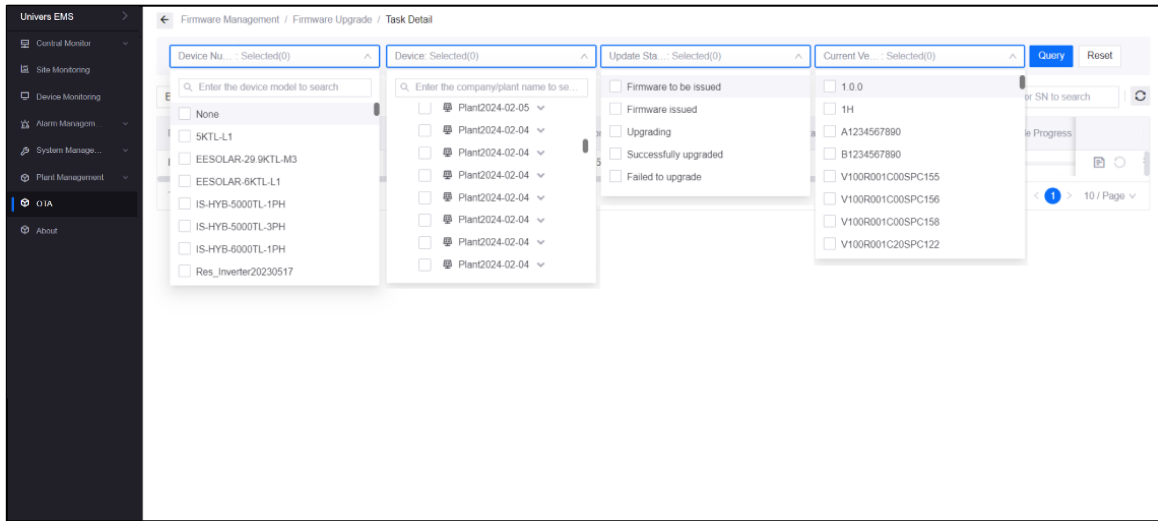 Univers EMS
Firmware Management / Firmware Upgrade / Task Detail
Central Monitor
Site Monitoring
Device Monitoring
Alarm Managem...
System Manage...
Plant Management
OTA
About
Device Nu... : Selected(0)
Enter the device model to search
None
5KTL-L1
EESOLAR-29.9KTL-M3
EESOLAR-6KTL-L1
IS-HYB-5000TL-1PH
IS-HYB-5000TL-3PH
IS-HYB-6000TL-1PH
Res_Inverter20230517
Device: Selected(0)
Enter the company/plant name to se...
Plant2024-02-05
Plant2024-02-04
Plant2024-02-04
Plant2024-02-04
Plant2024-02-04
Plant2024-02-04
Plant2024-02-04
Plant2024-02-04
Update Sta...: Selected(0)
Firmware to be issued
Firmware issued
Upgrading
Successfully upgraded
Failed to upgrade
Current Ve... : Selected(0)
1.0.0
1H
A1234567890
B1234567890
V100R001C00SPC155
V100R001C00SPC156
V100R001C00SPC158
V100R001C20SPC122
Query
Reset
or SN to search
Progress
1
10 / Page